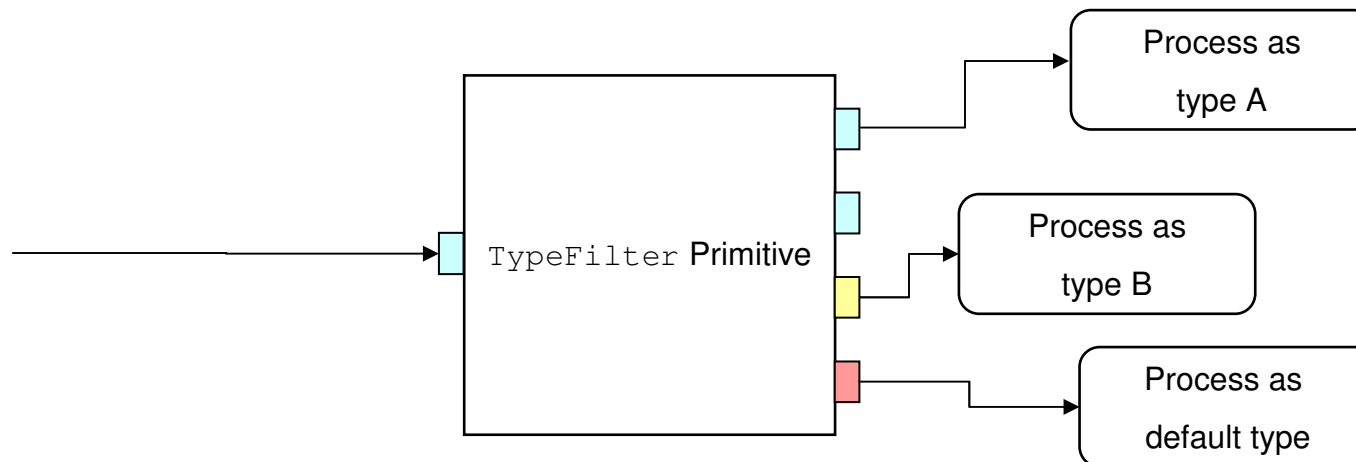 Process as
type A
TypeFilter Primitive
Process as
type B
Process as
default type